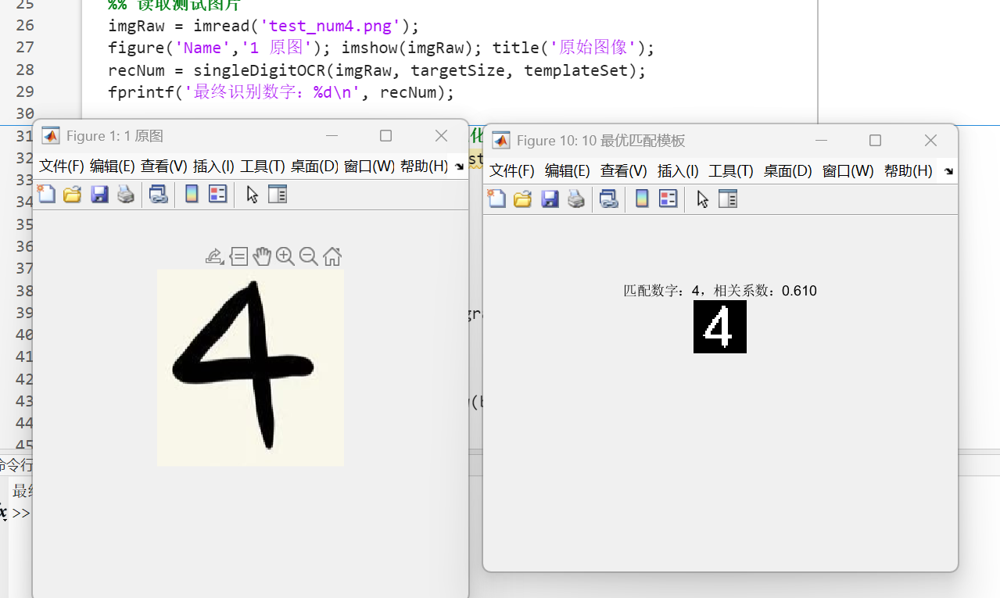 25 %% 读取测试图片
26 imgRaw = imread('test_num4.png');
27 figure('Name','1 原图'); imshow(imgRaw); title('原始图像');
28 recNum = singleDigitOCR(imgRaw, targetSize, templateSet);
29 fprintf('最终识别数字: %d\n', recNum);
30
31
32
33
34
35
36
37
38
39
40
41
42
43
44
45
Figure 1: 1 原图
文件(F) 编辑(E) 查看(V) 插入(I) 工具(T) 桌面(D) 窗口(W) 帮助(H)
4
Figure 10: 10 最优匹配模板
文件(F) 编辑(E) 查看(V) 插入(I) 工具(T) 桌面(D) 窗口(W) 帮助(H)
匹配数字：4，相关系数：0.610
4
命令行
>>